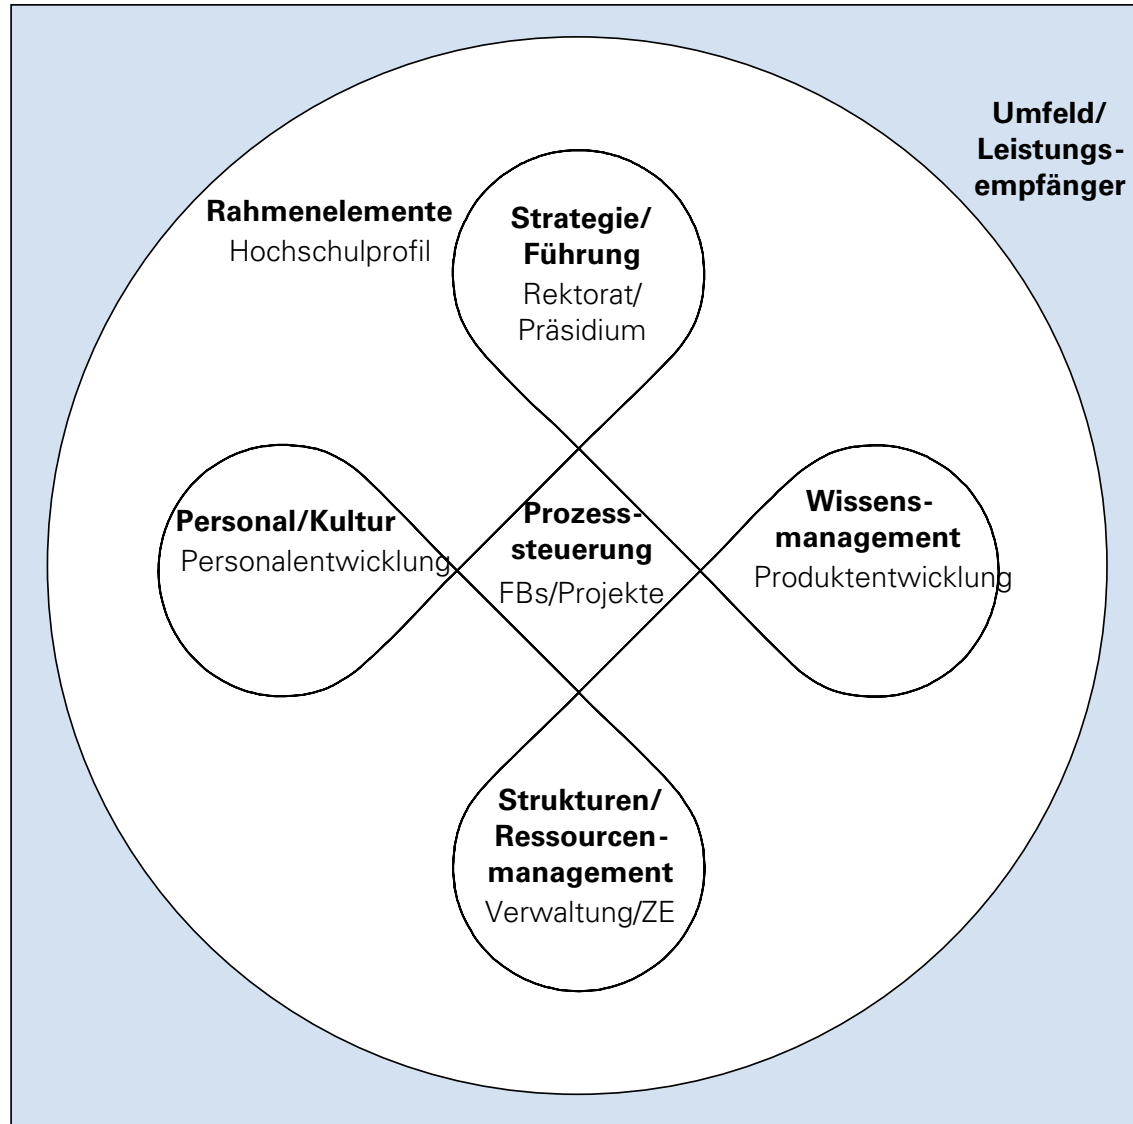 Umfeld/
Leistungs-
empfänger
Rahmenelemente
Hochschulprofil
Strategie/
Führung
Rektorat/
Präsidium
Personal/Kultur
Personalentwicklung
Prozess-
steuerung
FBs/Projekte
Wissens-
management
Produktentwicklung
Strukturen/
Ressourcen-
management
Verwaltung/ZE